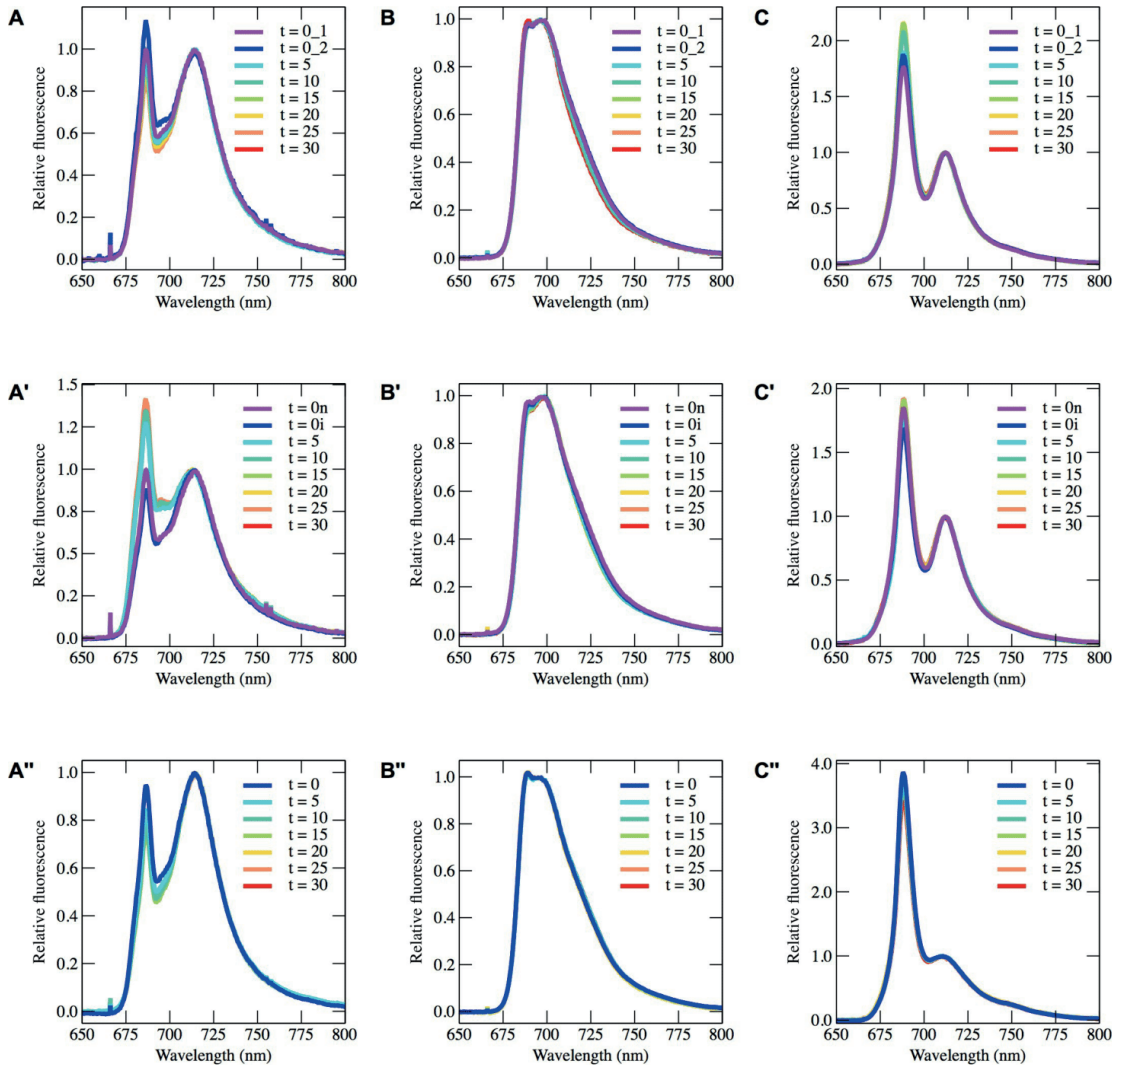 A
Relative fluorescence
1.0
0.8
0.6
0.4
0.2
0.0
t = 0_1
t = 0_2
t = 5
t = 10
t = 15
t = 20
t = 25
t = 30
650 675 700 725 750 775 800
Wavelength (nm)
B
Relative fluorescence
1.0
0.8
0.6
0.4
0.2
0.0
t = 0_1
t = 0_2
t = 5
t = 10
t = 15
t = 20
t = 25
t = 30
650 675 700 725 750 775 800
Wavelength (nm)
C
Relative fluorescence
2.0
1.5
1.0
0.5
0.0
t = 0_1
t = 0_2
t = 5
t = 10
t = 15
t = 20
t = 25
t = 30
650 675 700 725 750 775 800
Wavelength (nm)
A'
Relative fluorescence
1.5
1.2
1.0
0.8
0.5
0.2
0.0
t = 0n
t = 0i
t = 5
t = 10
t = 15
t = 20
t = 25
t = 30
650 675 700 725 750 775 800
Wavelength (nm)
B'
Relative fluorescence
1.0
0.8
0.6
0.4
0.2
0.0
t = 0n
t = 0i
t = 5
t = 10
t = 15
t = 20
t = 25
t = 30
650 675 700 725 750 775 800
Wavelength (nm)
C'
Relative fluorescence
2.0
1.5
1.0
0.5
0.0
t = 0n
t = 0i
t = 5
t = 10
t = 15
t = 20
t = 25
t = 30
650 675 700 725 750 775 800
Wavelength (nm)
A"
Relative fluorescence
1.0
0.8
0.6
0.4
0.2
0.0
t = 0
t = 5
t = 10
t = 15
t = 20
t = 25
t = 30
650 675 700 725 750 775 800
Wavelength (nm)
B"
Relative fluorescence
1.0
0.8
0.6
0.4
0.2
0.0
t = 0
t = 5
t = 10
t = 15
t = 20
t = 25
t = 30
650 675 700 725 750 775 800
Wavelength (nm)
C"
Relative fluorescence
4.0
3.0
2.0
1.0
0.0
t = 0
t = 5
t = 10
t = 15
t = 20
t = 25
t = 30
650 675 700 725 750 775 800
Wavelength (nm)